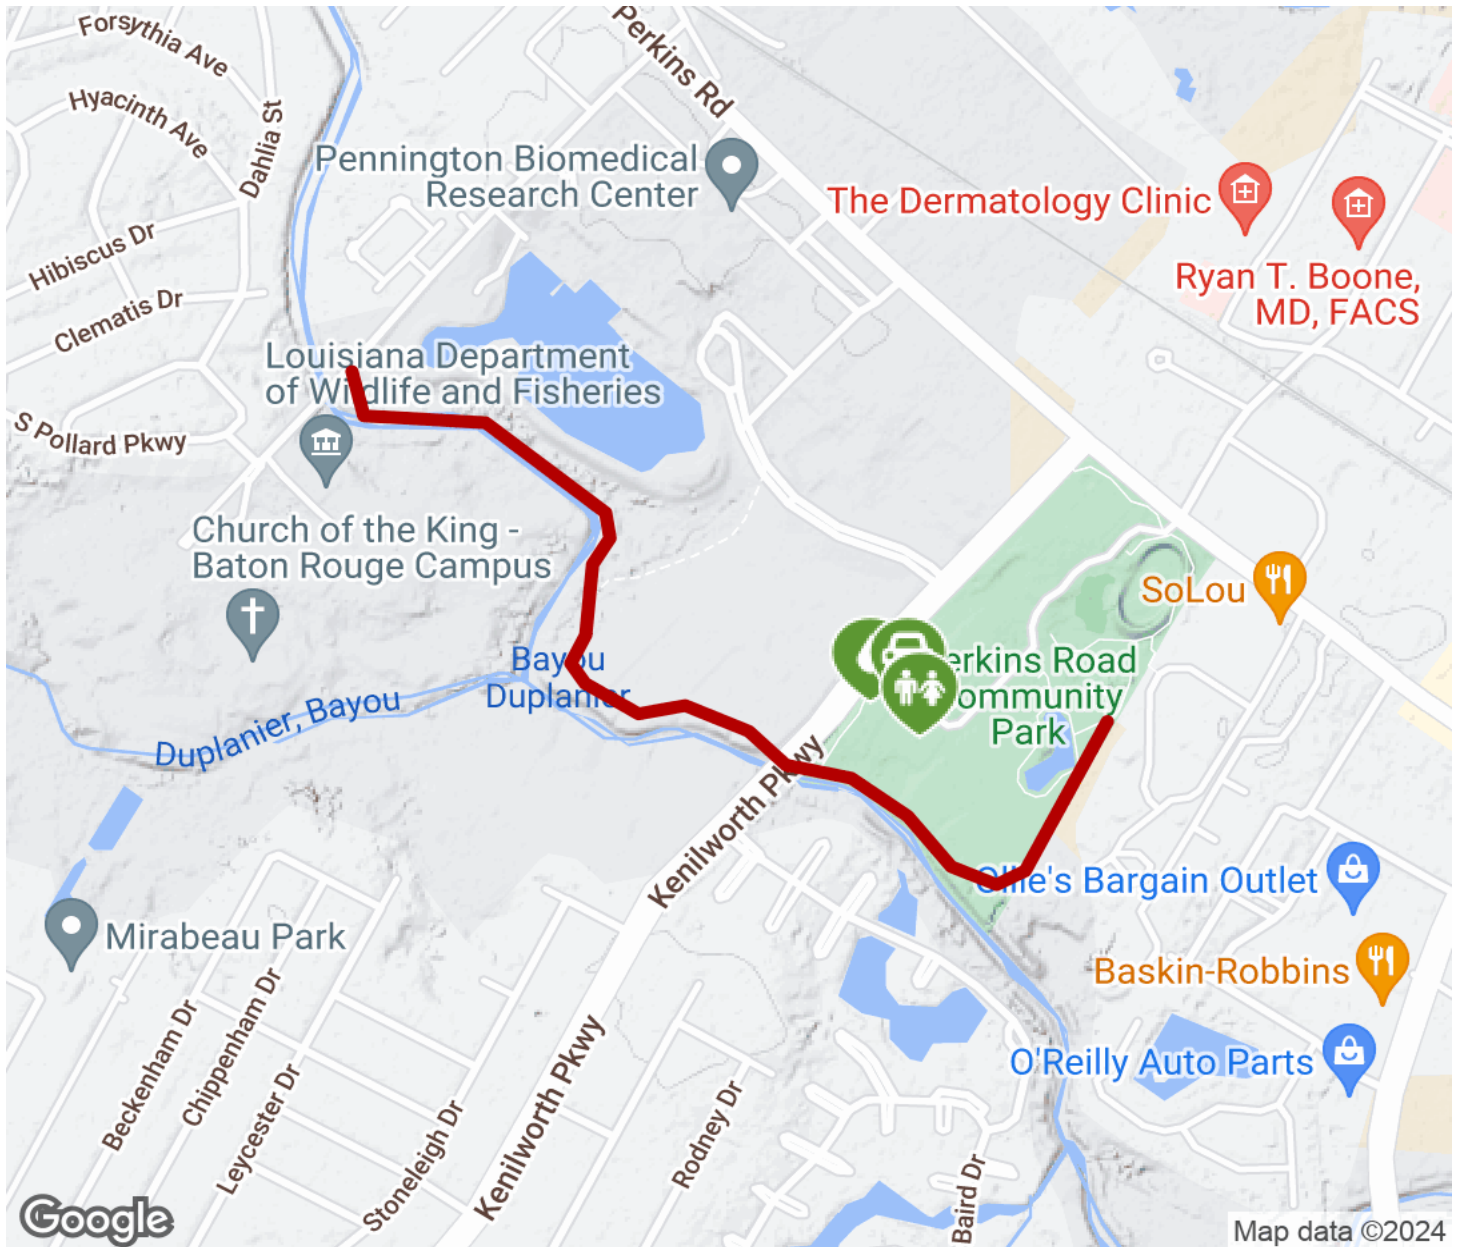 Forsythia Ave
Perkins Rd
Hyacinth Ave
Dahlia St
Pennington Biomedical
Research Center
The Dermatology Clinic
Hibiscus Dr
Ryan T. Boone,
MD, FACS
Clematis Dr
Louisiana Department
of Wildlife and Fisheries
S Pollard Pkwy
Church of the King -
Baton Rouge Campus
SoLou
Bayou
Duplanier
erkins Road
ommunity
Park
Duplanier, Bayou
Kenilworth Pkwy
Ollie's Bargain Outlet
Mirabeau Park
Baskin-Robbins
Beckenham Dr
Chippenham Dr
Leycester Dr
Stoneleigh Dr
Kenilworth Pkwy
Rodney Dr
O'Reilly Auto Parts
Baird Dr
Google
Map data ©2024